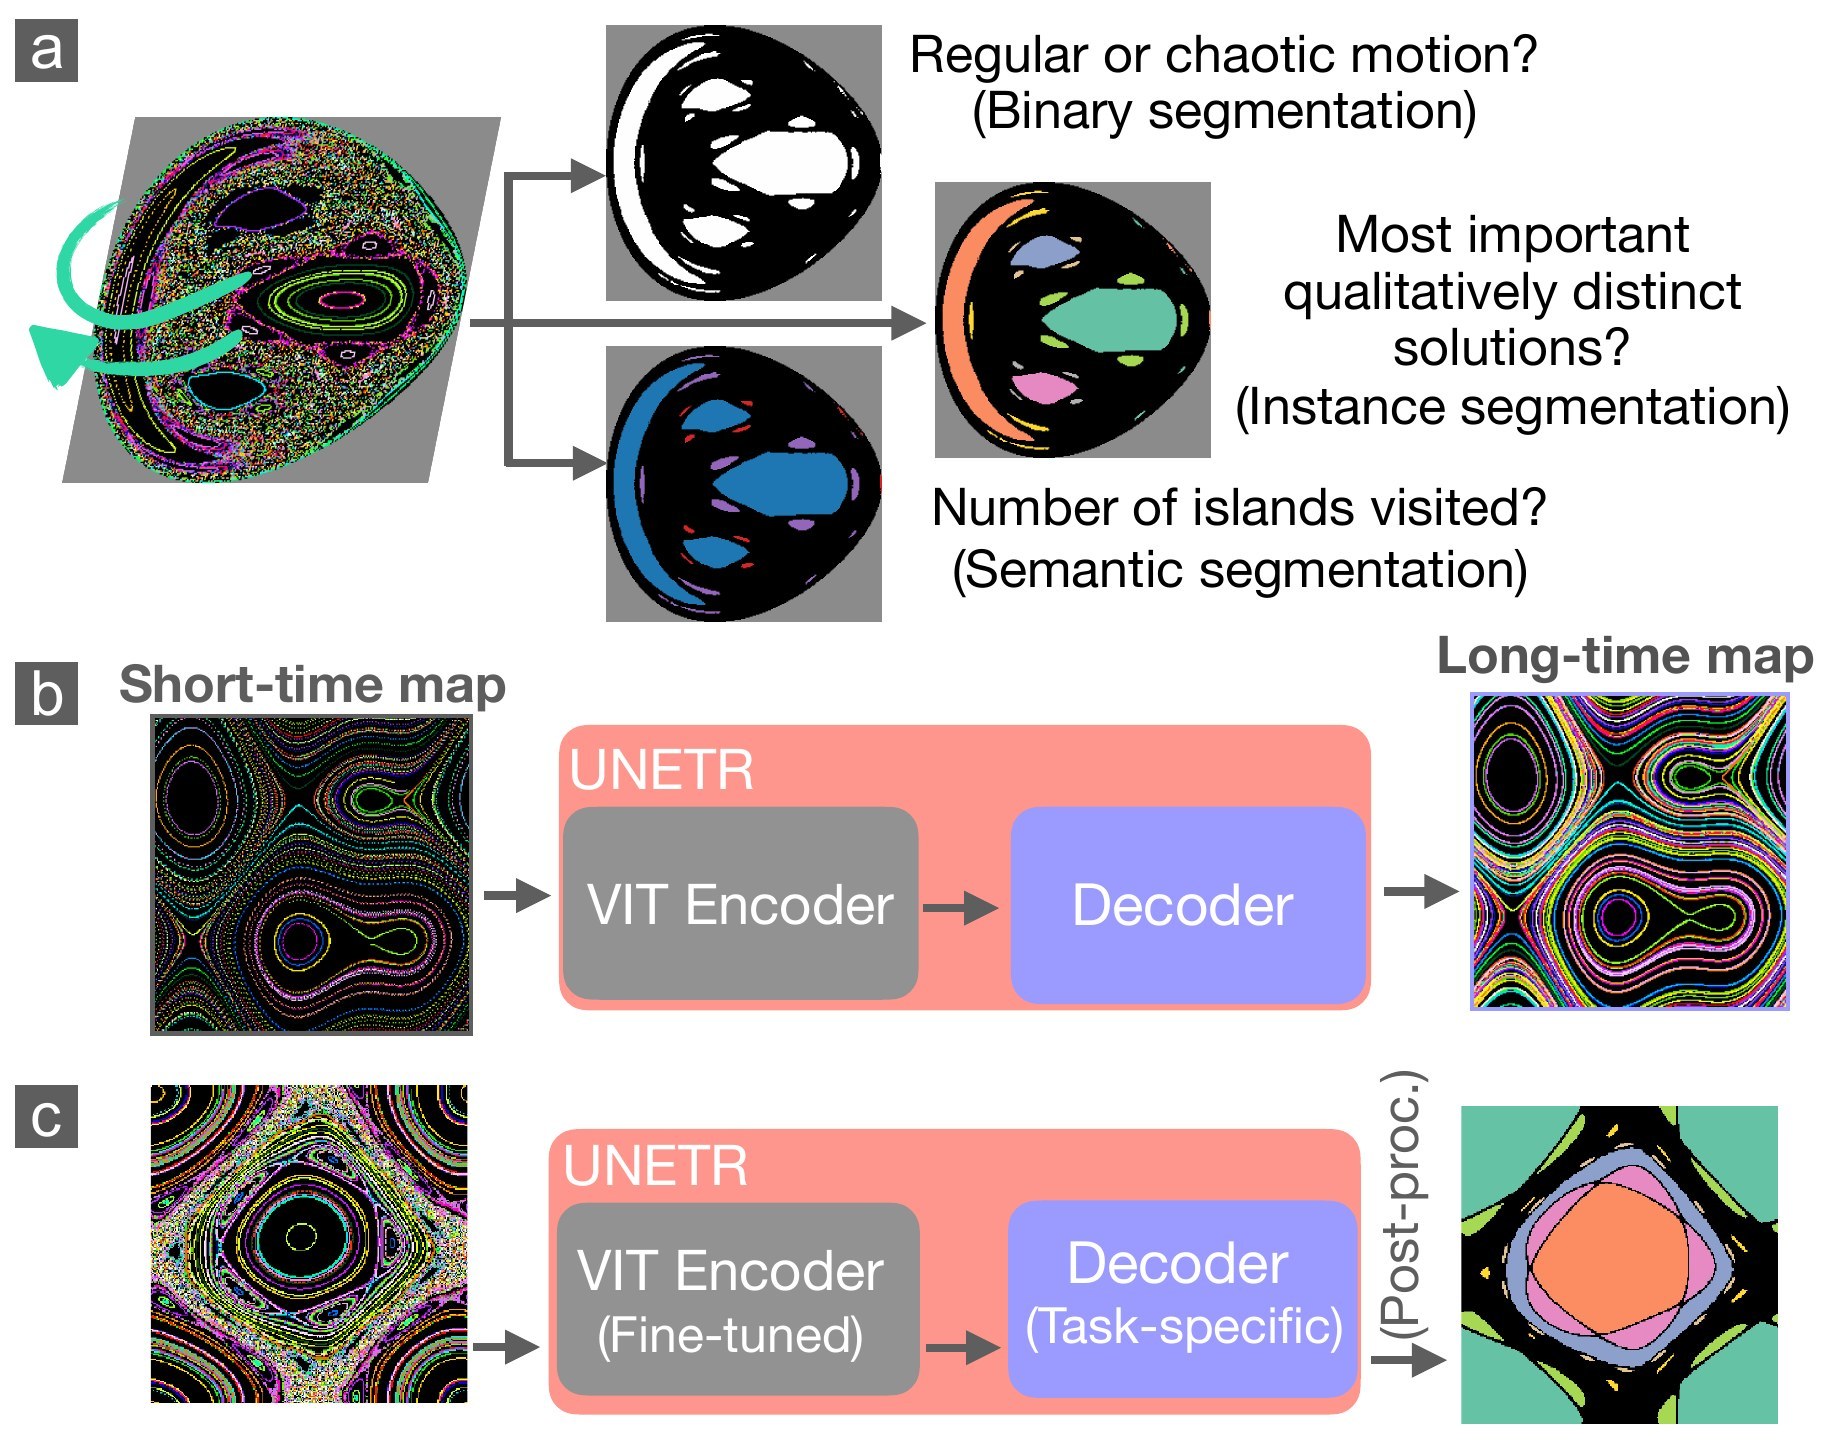 a
Regular or chaotic motion?
(Binary segmentation)
Most important
qualitatively distinct
solutions?
(Instance segmentation)
Number of islands visited?
(Semantic segmentation)
b
Short-time map
Long-time map
UNETR
VIT Encoder
Decoder
c
UNETR
VIT Encoder
(Fine-tuned)
Decoder
(Task-specific)
(Post-proc.)